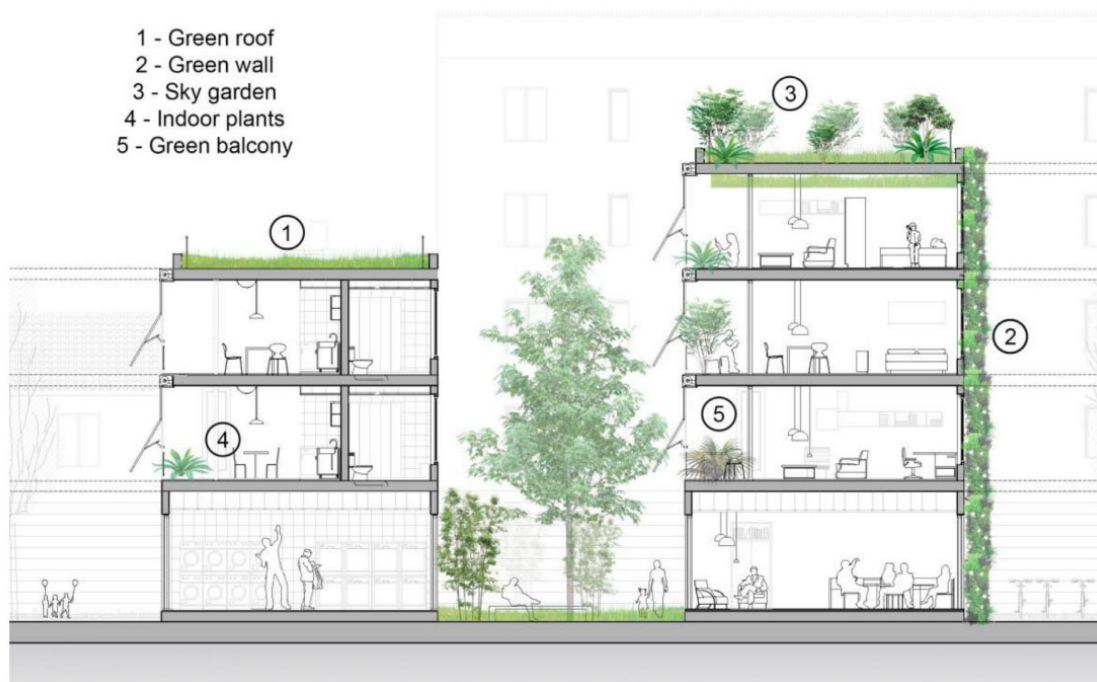 1 - Green roof
2 - Green wall
3 - Sky garden
4 - Indoor plants
5 - Green balcony
3
1
2
5
4